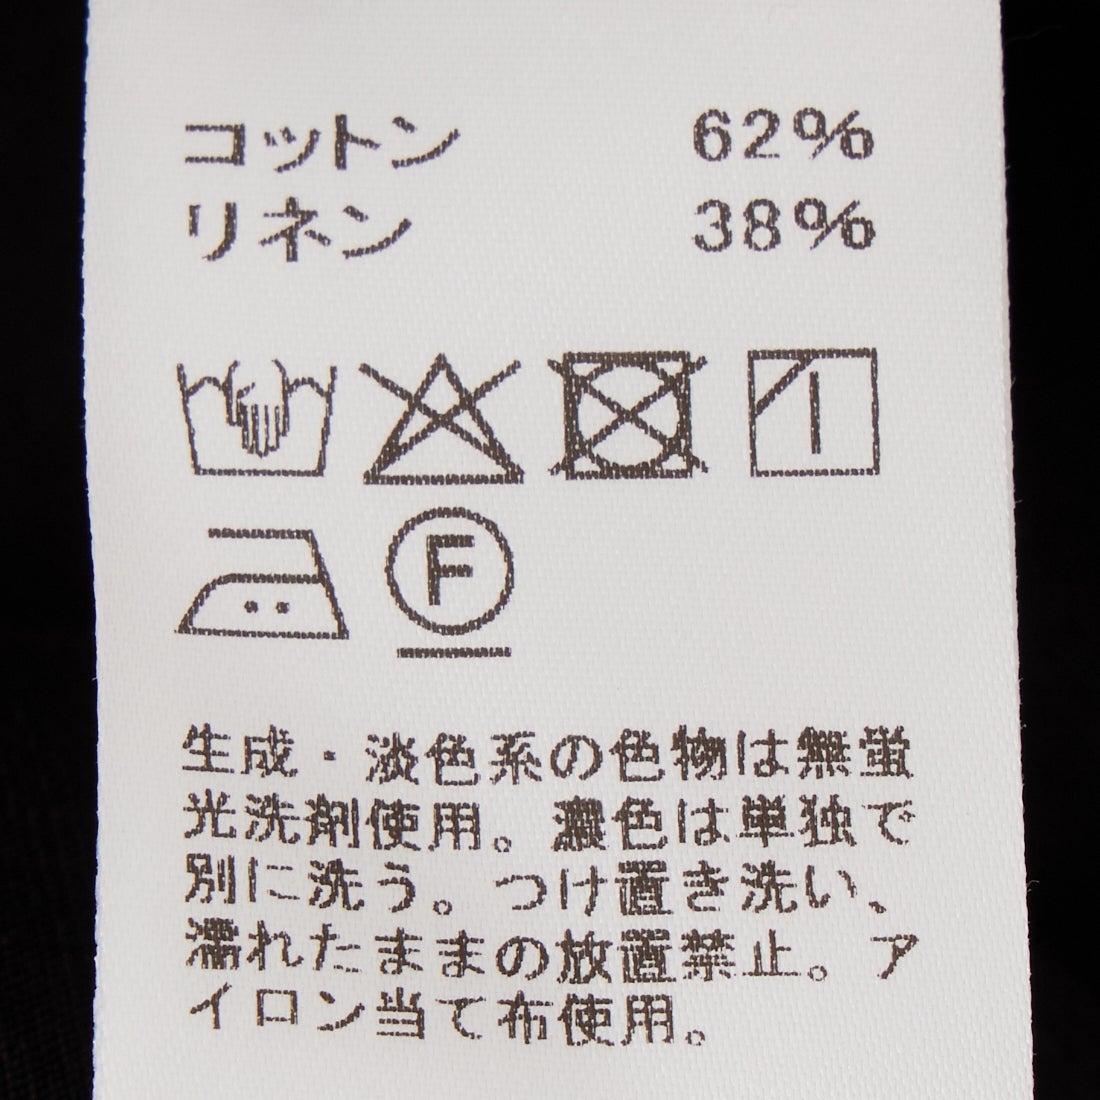 コットン 62%
リネン 38%
F
生成・淡色系の色物は無蛍
光洗剤使用。濃色は単独で
別に洗う。つけ置き洗い、
濡れたままの放置禁止。ア
イロン当て布使用。